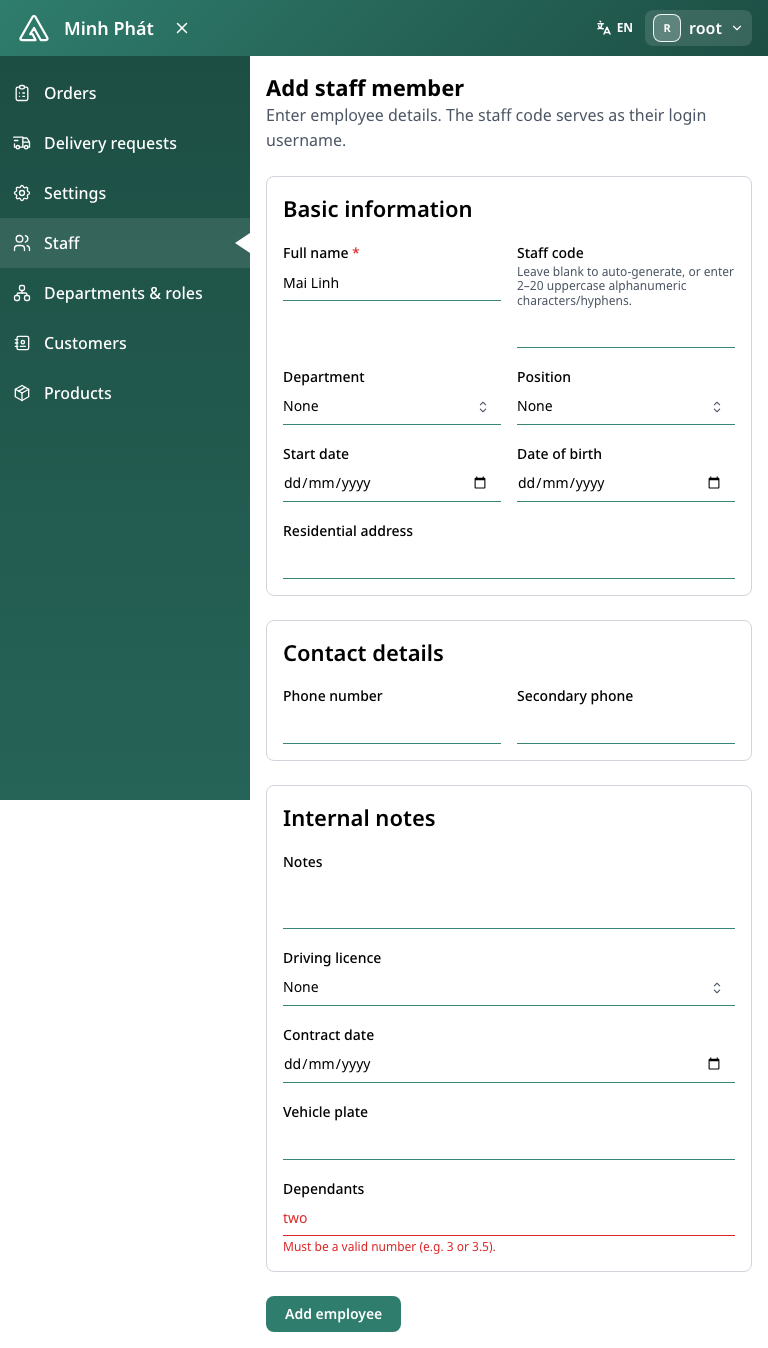 Minh Phát
EN
R
root
Orders
Delivery requests
Settings
Staff
Departments & roles
Customers
Products
Add staff member
Enter employee details. The staff code serves as their login
username.
Basic information
Full name *
Mai Linh
Staff code
Leave blank to auto-generate, or enter
2–20 uppercase alphanumeric
characters/hyphens.
Department
None
Position
None
Start date
dd/mm/yyyy
Date of birth
dd/mm/yyyy
Residential address
Contact details
Phone number
Secondary phone
Internal notes
Notes
Driving licence
None
Contract date
dd/mm/yyyy
Vehicle plate
Dependants
two
Must be a valid number (e.g. 3 or 3.5).
Add employee